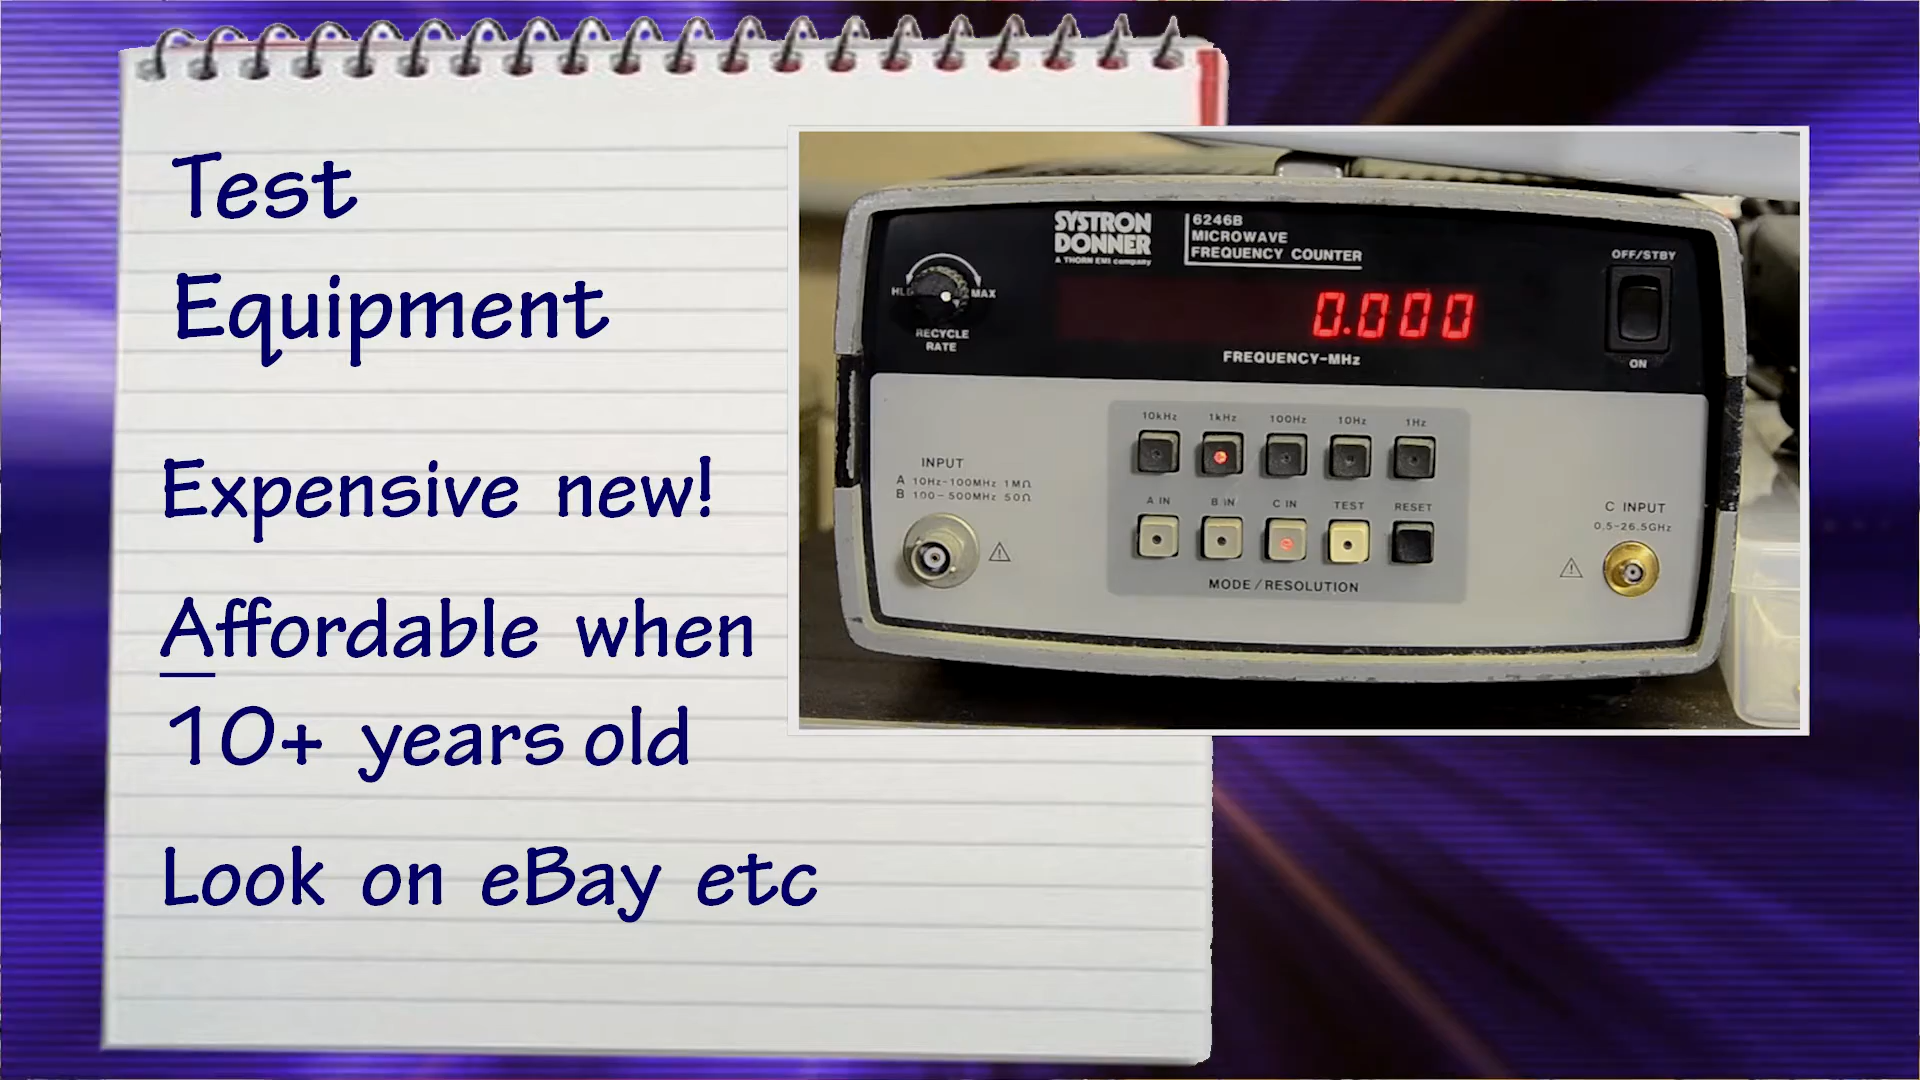 Test
Equipment
Expensive new!
Affordable when
10+ years old
Look on eBay etc
SYSTRON
DONNER
A THORN EMI company
6246B
MICROWAVE
FREQUENCY COUNTER
OFF/STBY
MAX
RECYCLE
RATE
0.000
FREQUENCY-MHz
ON
10kHz 1kHz 100Hz 10Hz 1Hz
INPUT
A 10Hz-100MHz 1MΩ
B 100-500MHz 50Ω
A IN B IN C IN TEST RESET
C INPUT
0.5-26.5GHz
MODE/RESOLUTION